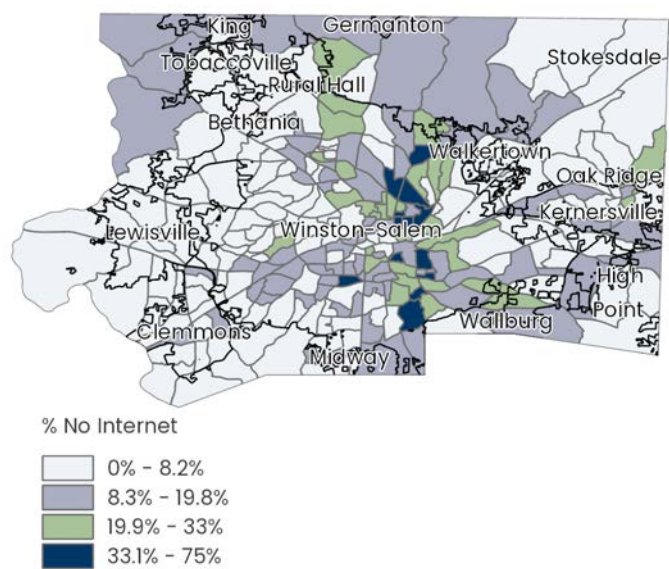 King
Germanton
Tobaccoville
Stokesdale
Rural Hall
Bethania
Walkertown
Oak Ridge
Kernersville
Lewisville
Winston-Salem
High
Point
Clemmons
Wallburg
Midway
% No Internet
0% - 8.2%
8.3% - 19.8%
19.9% - 33%
33.1% - 75%